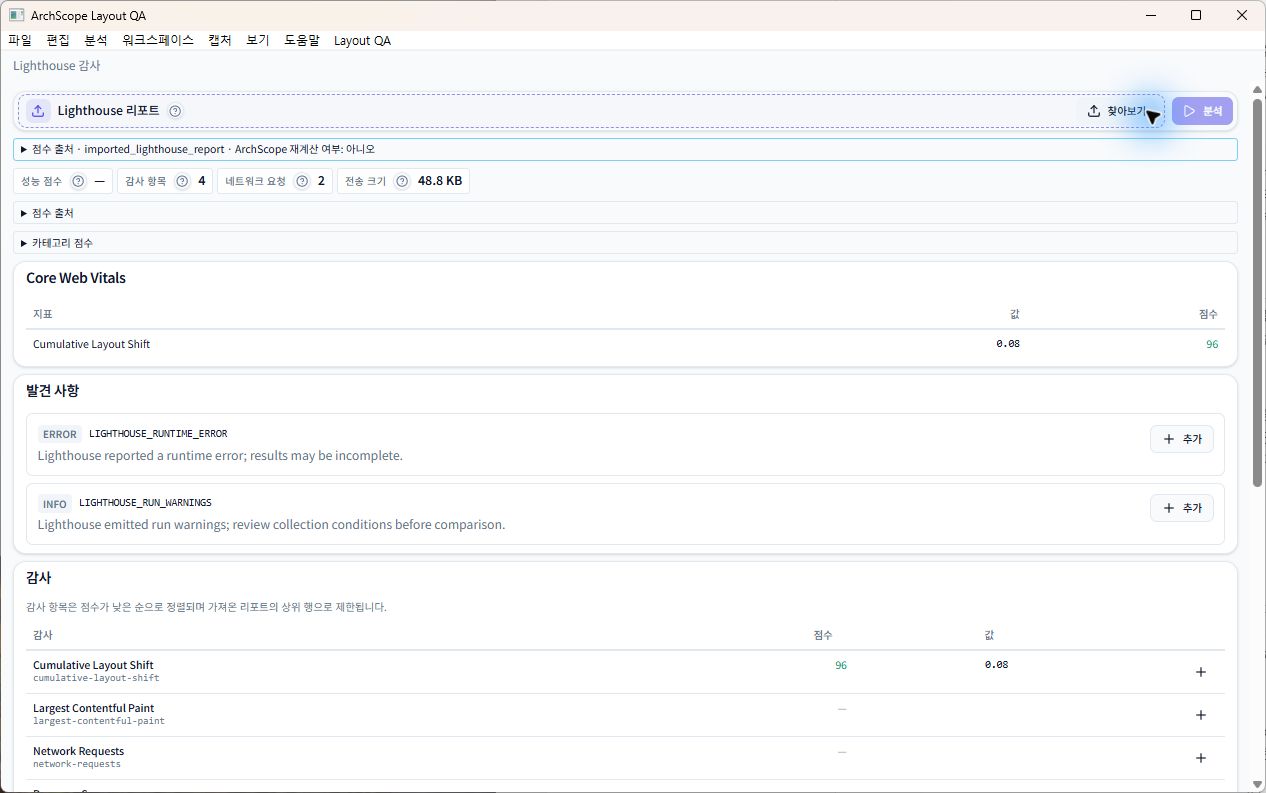 ArchScope Layout QA
파일 편집 분석 워크스페이스 캡처 보기 도움말 Layout QA
Lighthouse 감사
Lighthouse 리포트 ? 찾아보기 분석
▶ 점수 출처 · imported_lighthouse_report · ArchScope 재계산 여부: 아니오
성능 점수 ? — 감사 항목 ? 4 네트워크 요청 ? 2 전송 크기 ? 48.8 KB
▶ 점수 출처
▶ 카테고리 점수
Core Web Vitals
지표 값 점수
Cumulative Layout Shift 0.08 96
발견 사항
ERROR LIGHTHOUSE_RUNTIME_ERROR
Lighthouse reported a runtime error; results may be incomplete.
+ 추가
INFO LIGHTHOUSE_RUN_WARNINGS
Lighthouse emitted run warnings; review collection conditions before comparison.
+ 추가
감사
감사 항목은 점수가 낮은 순으로 정렬되며 가져온 리포트의 상위 행으로 제한됩니다.
감사 점수 값
Cumulative Layout Shift 96 0.08 +
cumulative-layout-shift
Largest Contentful Paint — +
largest-contentful-paint
Network Requests — +
network-requests